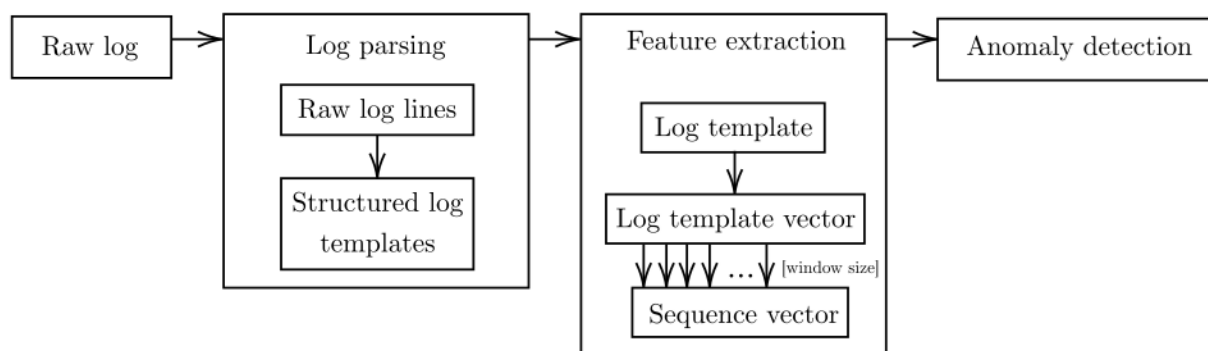 Raw log
Log parsing
Raw log lines
Structured log
templates
Feature extraction
Log template
Log template vector
...
[window size]
Sequence vector
Anomaly detection